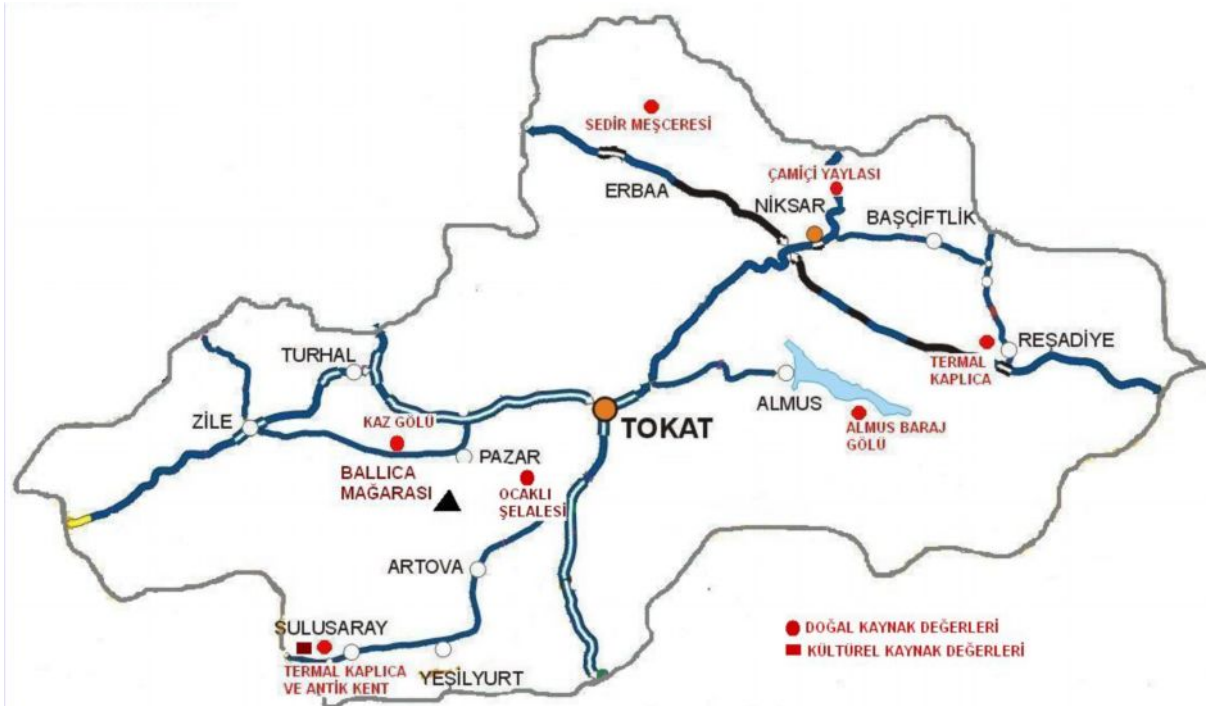 SEDİR MEŞCERESİ
ERBAA
ÇAMİÇİ YAYLASI
NİKSAR
BAŞÇİFTLİK
TURHAL
REŞADİYE
TERMAL
KAPLICA
ZİLE
KAZ GÖLÜ
TOKAT
ALMUS
ALMUS BARAJ
GÖLÜ
PAZAR
BALLICA
MAĞARASI
OCAKLI
ŞELALESİ
ARTOVA
SULUSARAY
TERMAL KAPLICA
VE ANTİK KENT
YEŞİLYURT
DOĞAL KAYNAK DEĞERLERİ
KÜLTÜREL KAYNAK DEĞERLERİ